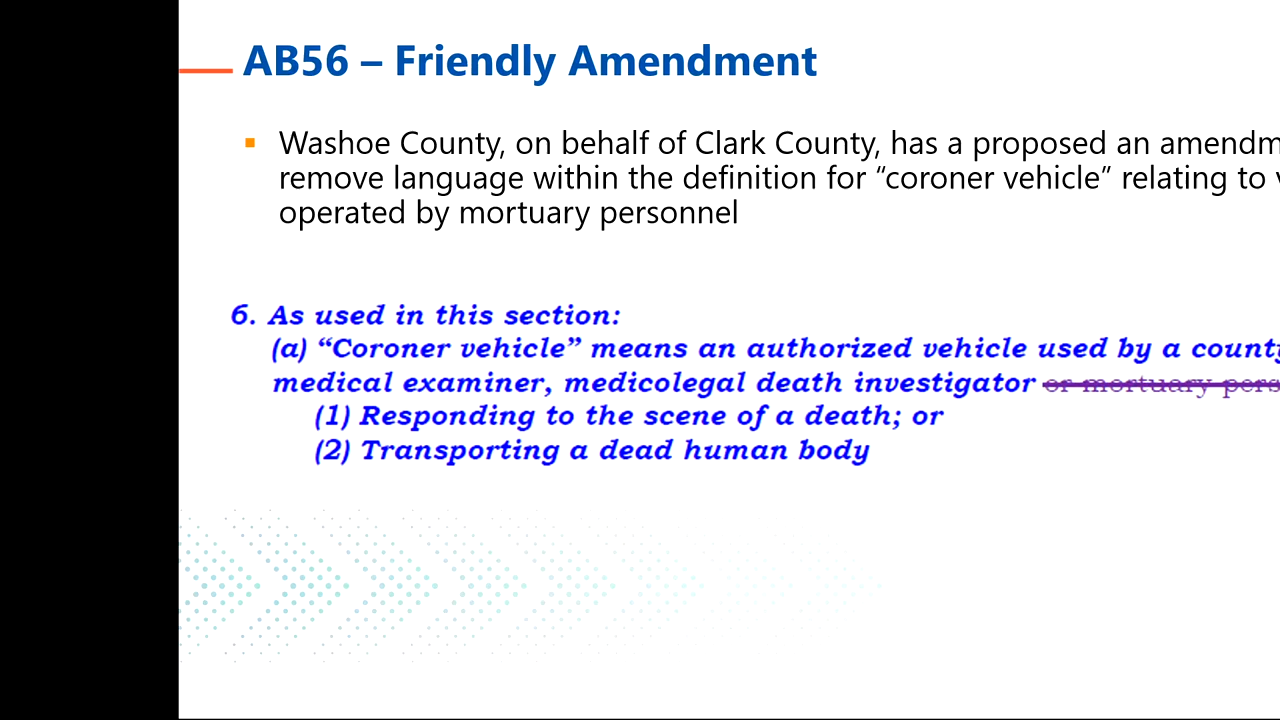 AB56 – Friendly Amendment
Washoe County, on behalf of Clark County, has a proposed an
remove language within the definition for “coroner vehicle” relating to
operated by mortuary personnel
6. As used in this section:
(a) “Coroner vehicle” means an authorized vehicle used by a county
medical examiner, medicolegal death investigator or mortuary
(1) Responding to the scene of a death; or
(2) Transporting a dead human body